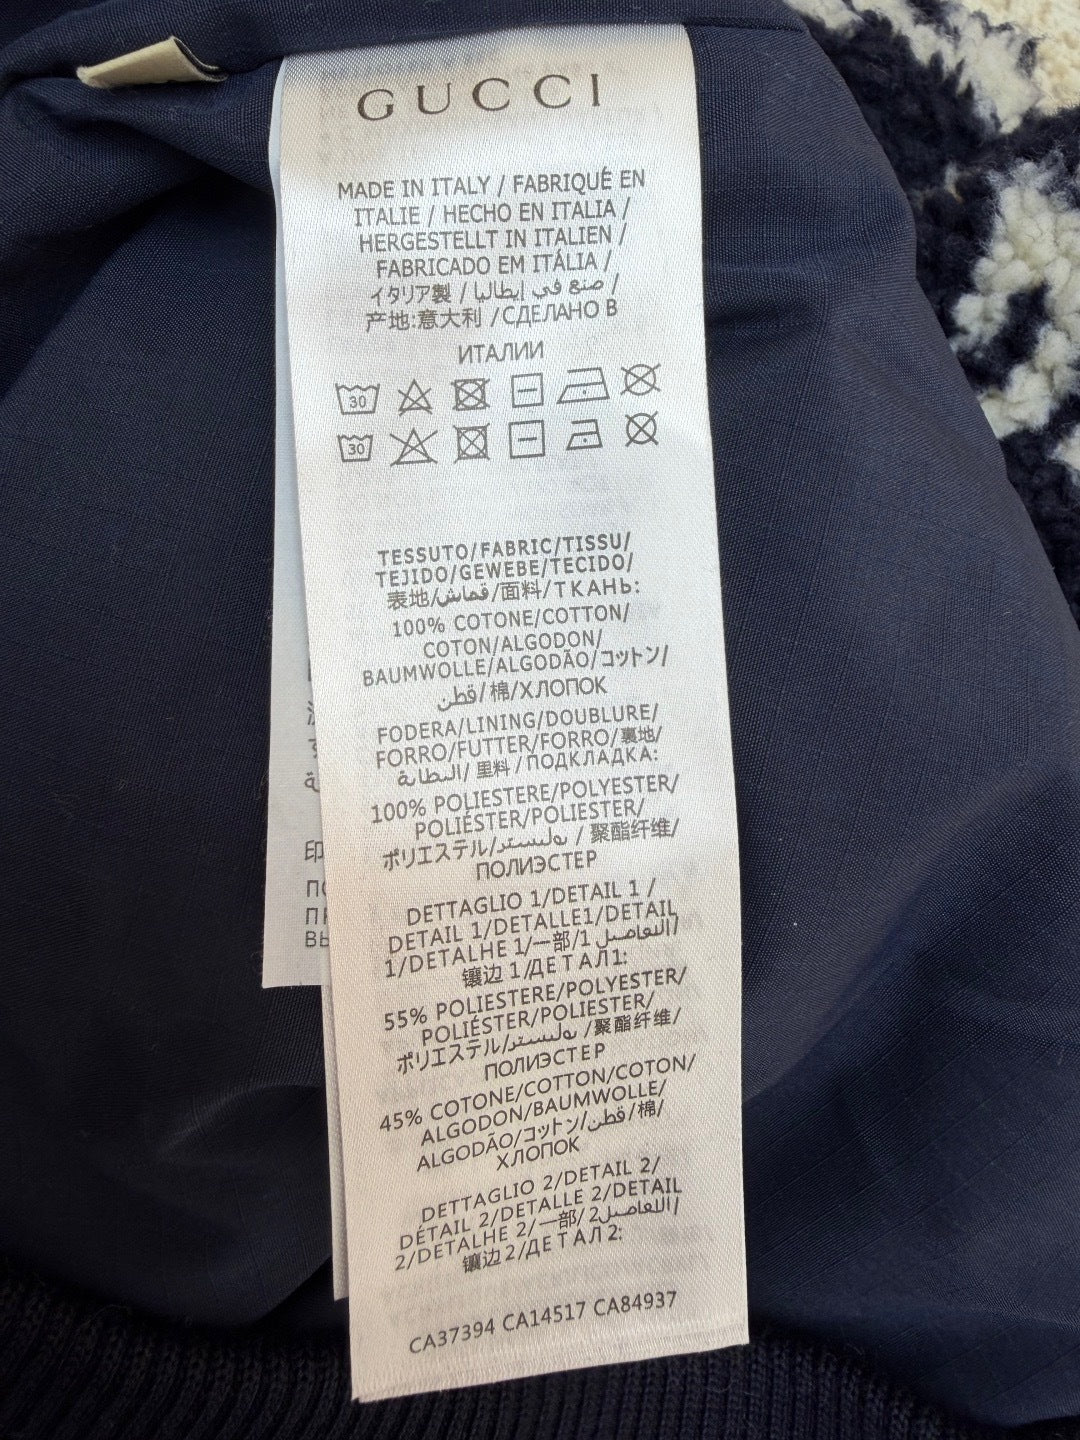 GUCCI
MADE IN ITALY / FABRIQUÉ EN
ITALIE / HECHO EN ITALIA /
HERGESTELLT IN ITALIEN /
FABRICADO EM ITÁLIA /
イタリア製 / صنع في إيطاليا /
产地:意大利 /СДЕЛАНО В
ИТАЛИИ
30
30
TESSUTO/FABRIC/TISSU/
TEJIDO/GEWEBE/TECIDO/
表地/قماش/面料/ТКАНЬ:
100% COTONE/COTTON/
COTON/ALGODON/
BAUMWOLLE/ALGODÃO/コットン/
قطن/棉/ХЛОПОК
FODERA/LINING/DOUBLURE/
FORRO/FUTTER/FORRO/裏地/
البطانة/里料/ПОДКЛАДКА:
100% POLIESTERE/POLYESTER/
POLIÉSTER/POLIESTER/
ポリエステル/بوليستر/聚酯纤维/
ПОЛИЭСТЕР
DETTAGLIO 1/DETAIL 1 /
DETAIL 1/DETALLE1/DETAIL
1/DETALHE 1/一部/1 التفاصيل/
镶边 1/ДЕТАЛ1:
55% POLIESTERE/POLYESTER/
POLIÉSTER/POLIESTER/
ポリエステル/بوليستر/聚酯纤维/
ПОЛИЭСТЕР
45% COTONE/COTTON/COTON/
ALGODON/BAUMWOLLE/
ALGODÃO/コットン/قطن/棉/
ХЛОПОК
DETTAGLIO 2/DETAIL 2/
DÉTAIL 2/DETALLE 2/DETAIL
2/DETALHE 2/一部/2التفاصيل/
镶边 2/ДЕТАЛ2:
CA37394 CA14517 CA84937
印